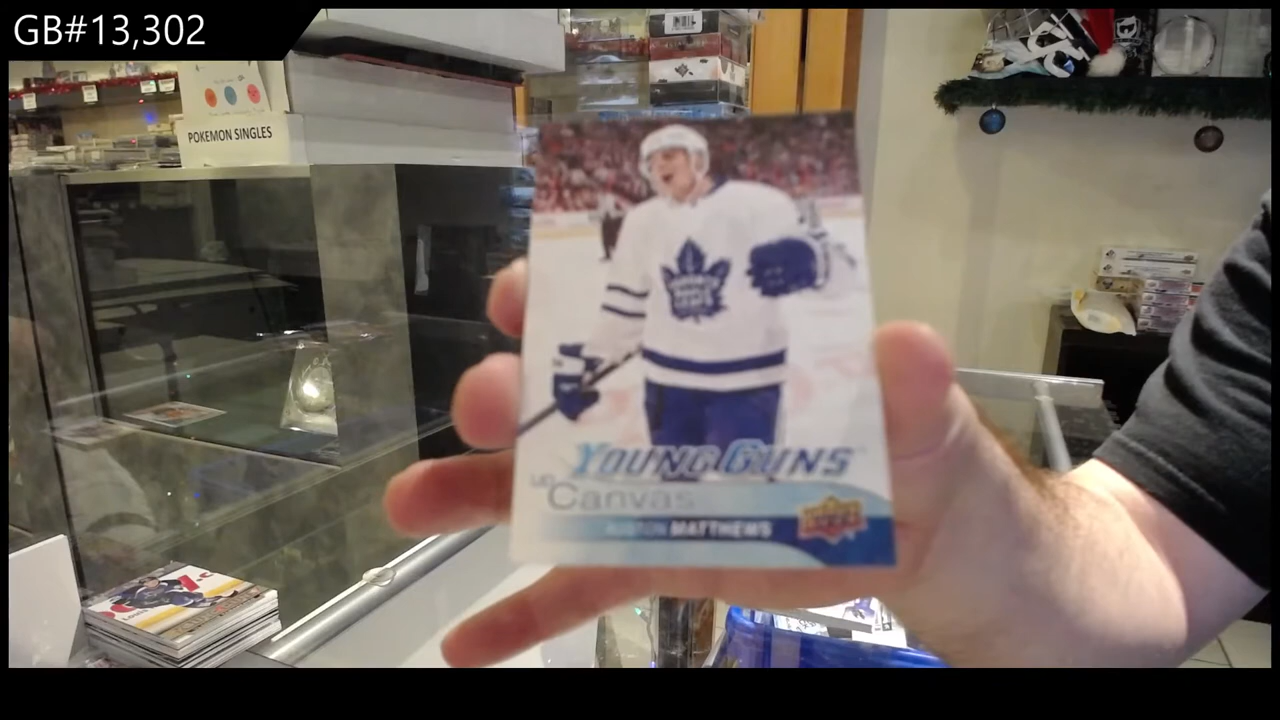 GB#13,302
POKEMON SINGLES
YOUNG GUNS
UD Canvas
AUSTON MATTHEWS